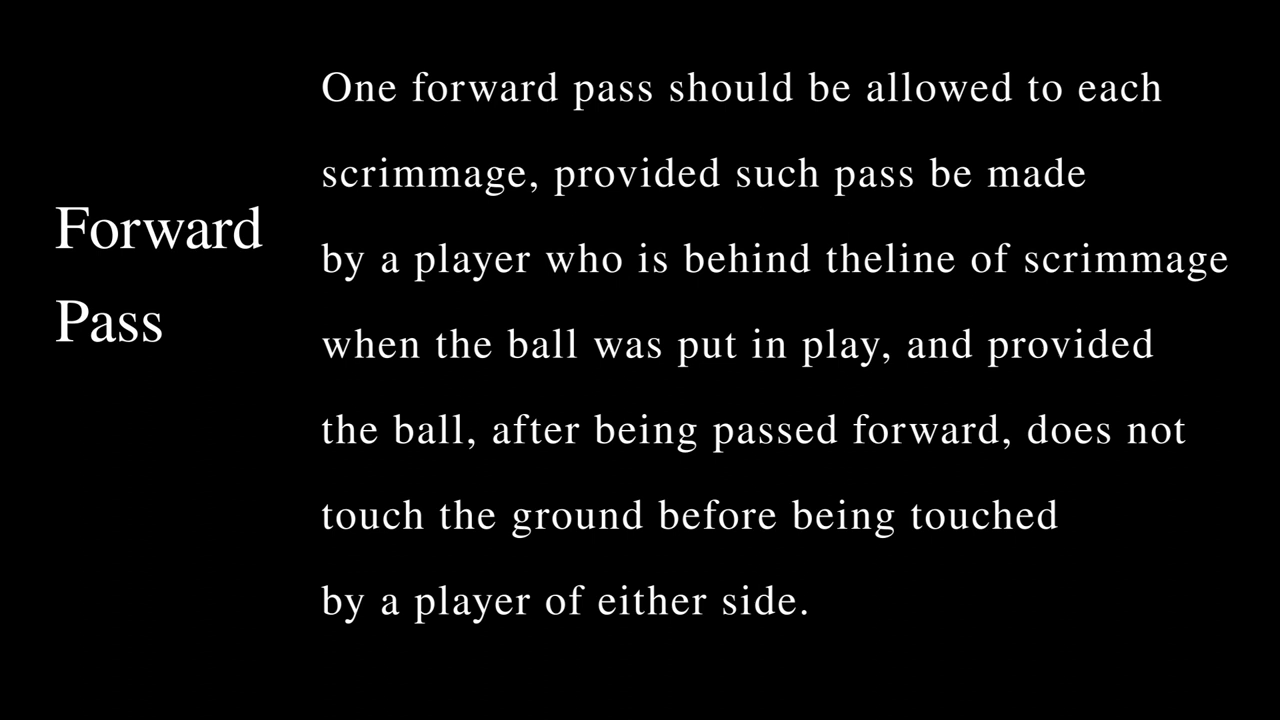 Forward
Pass
One forward pass should be allowed to each
scrimmage, provided such pass be made
by a player who is behind theline of scrimmage
when the ball was put in play, and provided
the ball, after being passed forward, does not
touch the ground before being touched
by a player of either side.